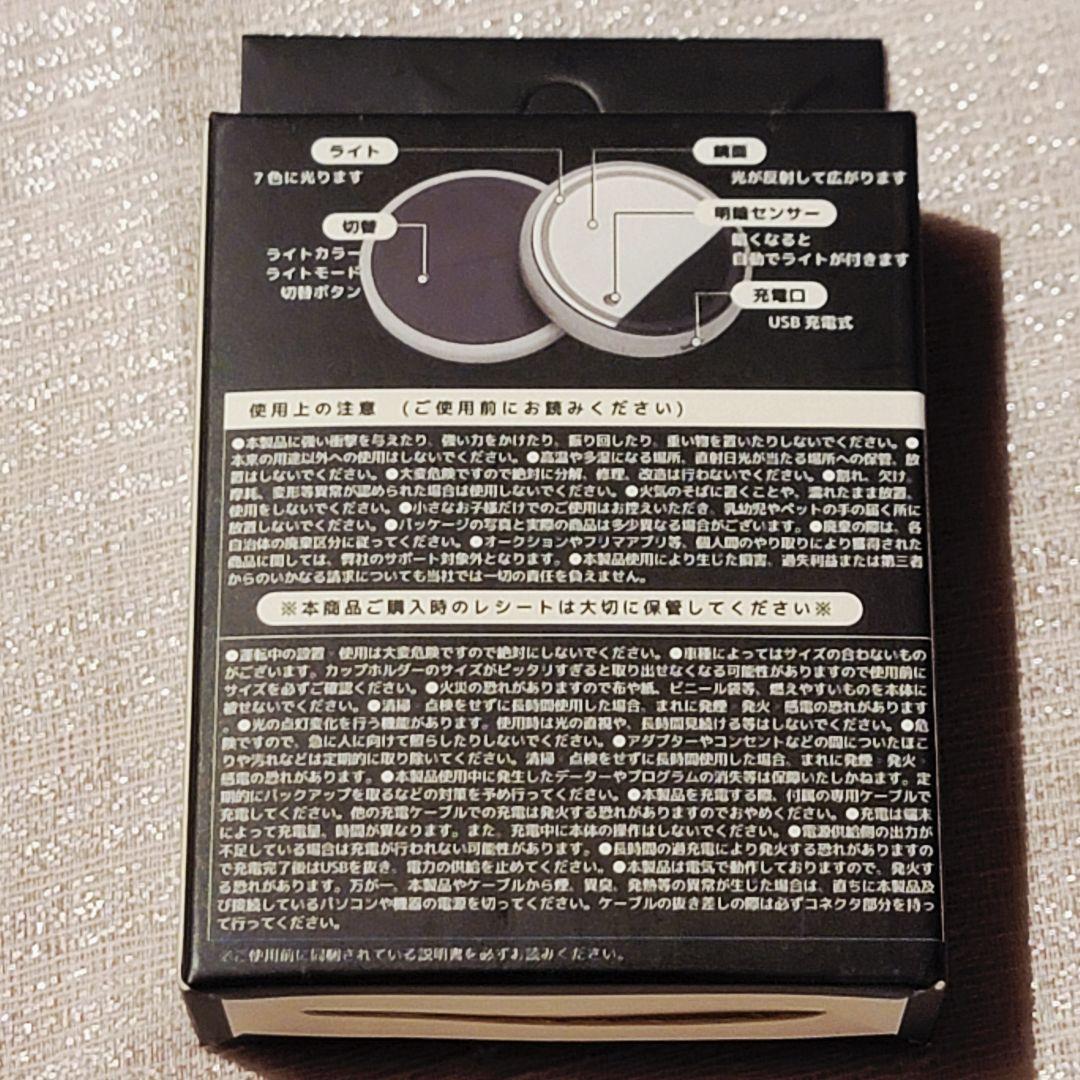 ライト
7色に光ります
鏡面
光が反射して広がります
切替
ライトカラー
ライトモード
切替ボタン
明暗センサー
暗くなると
自動でライトが付きます
充電口
USB 充電式
使用上の注意 (ご使用前にお読みください)
●本製品に強い衝撃を与えたり、強い力をかけたり、振り回したり、重い物を置いたりしないでください。●
本来の用途以外への使用はしないでください。●高温や多湿になる場所、直射日光が当たる場所への保管、放
置はしないでください。●大変危険ですので絶対に分解、修理、改造は行わないでください。●割れ、欠け、
摩耗、変形等異常が認められた場合は使用しないでください。●火気のそばに置くことや、濡れたまま放置、
使用をしないでください。●小さなお子様だけでのご使用はお控えいただき、乳幼児やペットの手の届く所に
放置しないでください。●パッケージの写真と実際の商品は多少異なる場合がございます。●廃棄の際は、各
自治体の廃棄区分に従ってください。●オークションやフリマアプリ等、個人間のやり取りにより獲得された
商品に関しては、弊社のサポート対象外となります。●本製品使用により生じた損害、過失利益または第三者
からのいかなる請求についても当社では一切の責任を負えません。
※本商品ご購入時のレシートは大切に保管してください※
●運転中の設置・使用は大変危険ですので絶対にしないでください。●車種によってはサイズの合わないもの
がございます。カップホルダーのサイズがピッタリすぎると取り出せなくなる可能性がありますので使用前に
サイズを必ずご確認ください。●火災の恐れがありますので布や紙、ビニール袋等、燃えやすいものを本体に
被せないでください。●清掃・点検をせずに長時間使用した場合、まれに発煙・発火・感電の恐れがあります
。●光の点灯変化を行う機能があります。使用時は光の直視や、長時間見続ける等はしないでください。●危
険ですので、急に人に向けて照らしたりしないでください。●アダプターやコンセントなどの間についたほこ
りや汚れなどは定期的に取り除いてください。清掃・点検をせずに長時間使用した場合、まれに発煙・発火・
感電の恐れがあります。●本製品使用中に発生したデーターやプログラムの消失等は保障いたしかねます。定
期的にバックアップを取るなどの対策を予め行ってください。●本製品を充電する際、付属の専用ケーブルで
充電してください。他の充電ケーブルでの充電は発火する恐れがありますのでおやめください。●充電は端末
によって充電量、時間が異なります。また、充電中に本体の操作はしないでください。●電源供給側の出力が
不足している場合は充電が行われない可能性があります。●長時間の過充電により発火する恐れがありますの
で充電完了後はUSBを抜き、電力の供給を止めてください。●本製品は電気で動作しておりますので、発火す
る恐れがあります。万が一、本製品やケーブルから煙、異臭、発熱等の異常が生じた場合は、直ちに本製品及
び接続しているパソコンや機器の電源を切ってください。ケーブルの抜き差しの際は必ずコネクタ部分を持っ
て行ってください。
※ご使用前に同梱されている説明書を必ずお読みください。